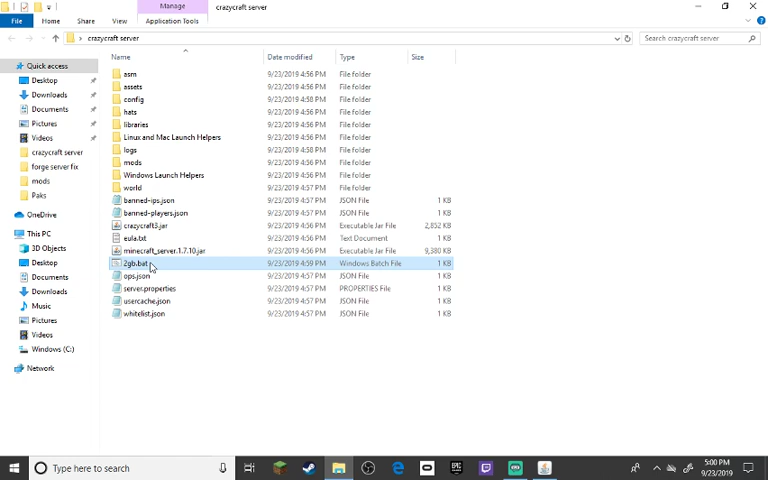 Manage
crazycraft server
File
Home
Share
View
Application Tools
crazycraft server
Search crazycraft server
Name
Date modified
Type
Size
Quick access
Desktop
Downloads
Documents
Pictures
Videos
crazycraft server
forge server fix
mods
Paks
OneDrive
This PC
3D Objects
Desktop
Documents
Downloads
Music
Pictures
Videos
Windows (C:)
Network
asm 9/23/2019 4:56 PM File folder
assets 9/23/2019 4:56 PM File folder
config 9/23/2019 4:58 PM File folder
hats 9/23/2019 4:56 PM File folder
libraries 9/23/2019 4:56 PM File folder
Linux and Mac Launch Helpers 9/23/2019 4:56 PM File folder
logs 9/23/2019 4:58 PM File folder
mods 9/23/2019 4:56 PM File folder
Windows Launch Helpers 9/23/2019 4:56 PM File folder
world 9/23/2019 4:57 PM File folder
banned-ips.json 9/23/2019 4:57 PM JSON File 1 KB
banned-players.json 9/23/2019 4:57 PM JSON File 1 KB
crazycraft3.jar 9/23/2019 4:56 PM Executable Jar File 2,852 KB
eula.txt 9/23/2019 4:56 PM Text Document 1 KB
minecraft_server.1.7.10.jar 9/23/2019 4:56 PM Executable Jar File 9,380 KB
2gb.bat 9/23/2019 4:59 PM Windows Batch File 1 KB
ops.json 9/23/2019 4:57 PM JSON File 1 KB
server.properties 9/23/2019 4:57 PM PROPERTIES File 1 KB
usercache.json 9/23/2019 4:57 PM JSON File 1 KB
whitelist.json 9/23/2019 4:57 PM JSON File 1 KB
Type here to search
EPIC
5:00 PM
9/23/2019